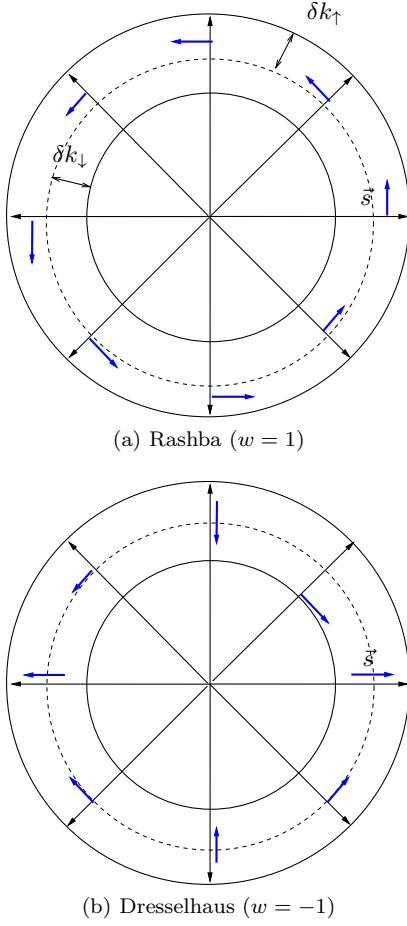 δk↑
δk↓
s⃗
(a) Rashba (w = 1)
s⃗
(b) Dresselhaus (w = −1)